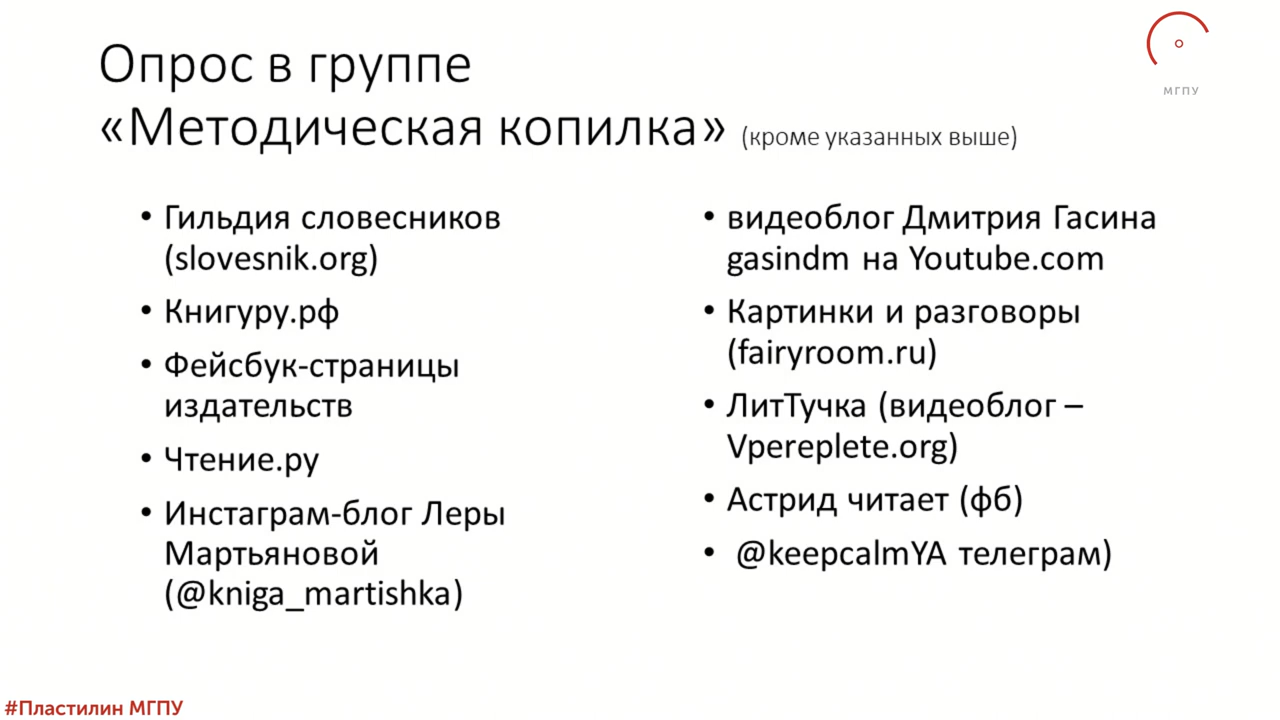 Опрос в группе
«Методическая копилка» (кроме указанных выше)
МГПУ
• Гильдия словесников
(slovesnik.org)
• Книгуру.рф
• Фейсбук-страницы
издательств
• Чтение.ру
• Инстаграм-блог Леры
Мартьяновой
(@kniga_martishka)
• видеоблог Дмитрия Гасина
gasindm на Youtube.com
• Картинки и разговоры
(fairyroom.ru)
• ЛитТучка (видеоблог –
Vpereplete.org)
• Астрид читает (фб)
• @keepcalmYA телеграм)
#Пластилин МГПУ